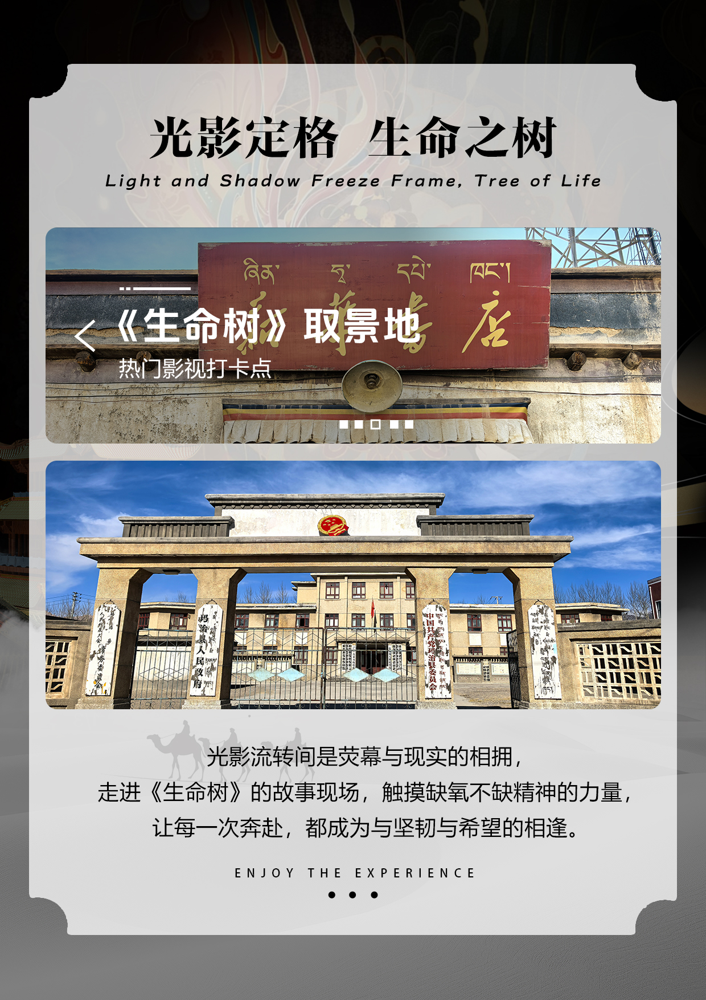 光影定格 生命之树
Light and Shadow Freeze Frame, Tree of Life
ཞིན་ ཧྭ་ དཔེ་ ཁང་།
新华书店
《生命树》取景地
热门影视打卡点
玛治县人民政府
中国共产党玛治县委员会
光影流转间是荧幕与现实的相拥，
走进《生命树》的故事现场，触摸缺氧不缺精神的力量，
让每一次奔赴，都成为与坚韧与希望的相逢。
ENJOY THE EXPERIENCE